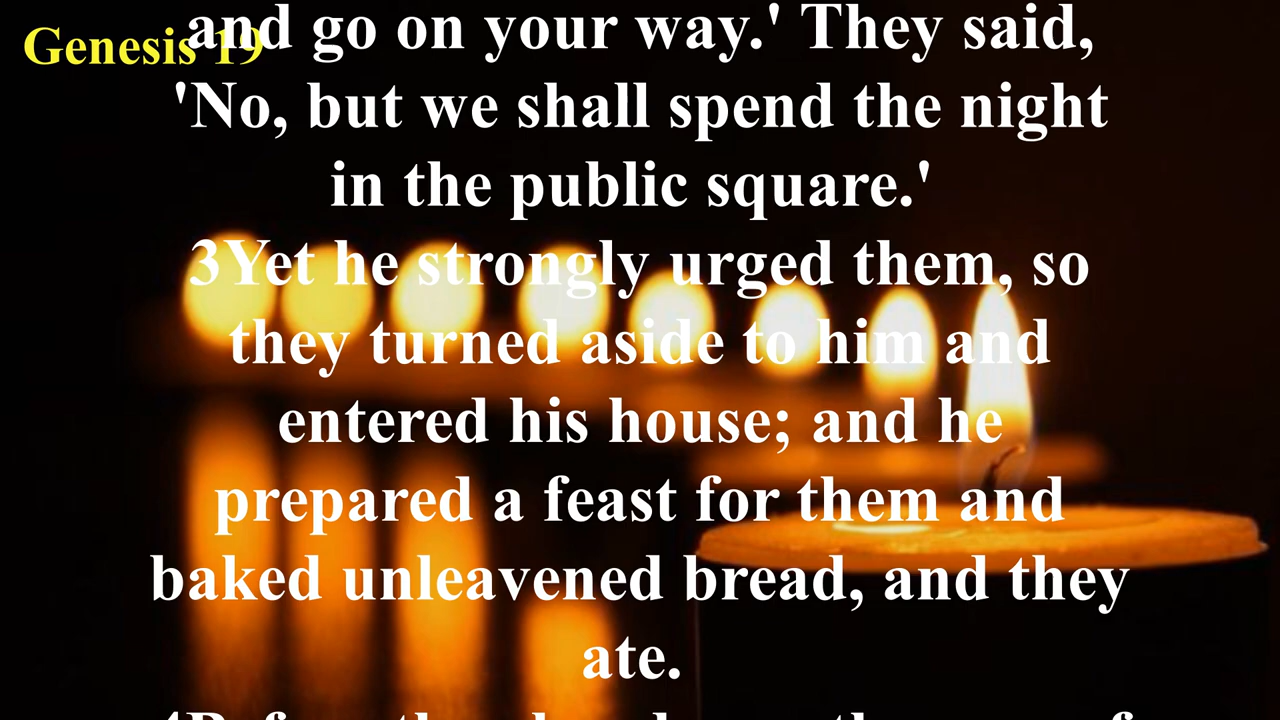 Genesis 19
and go on your way.' They said,
'No, but we shall spend the night
in the public square.'
3Yet he strongly urged them, so
they turned aside to him and
entered his house; and he
prepared a feast for them and
baked unleavened bread, and they
ate.